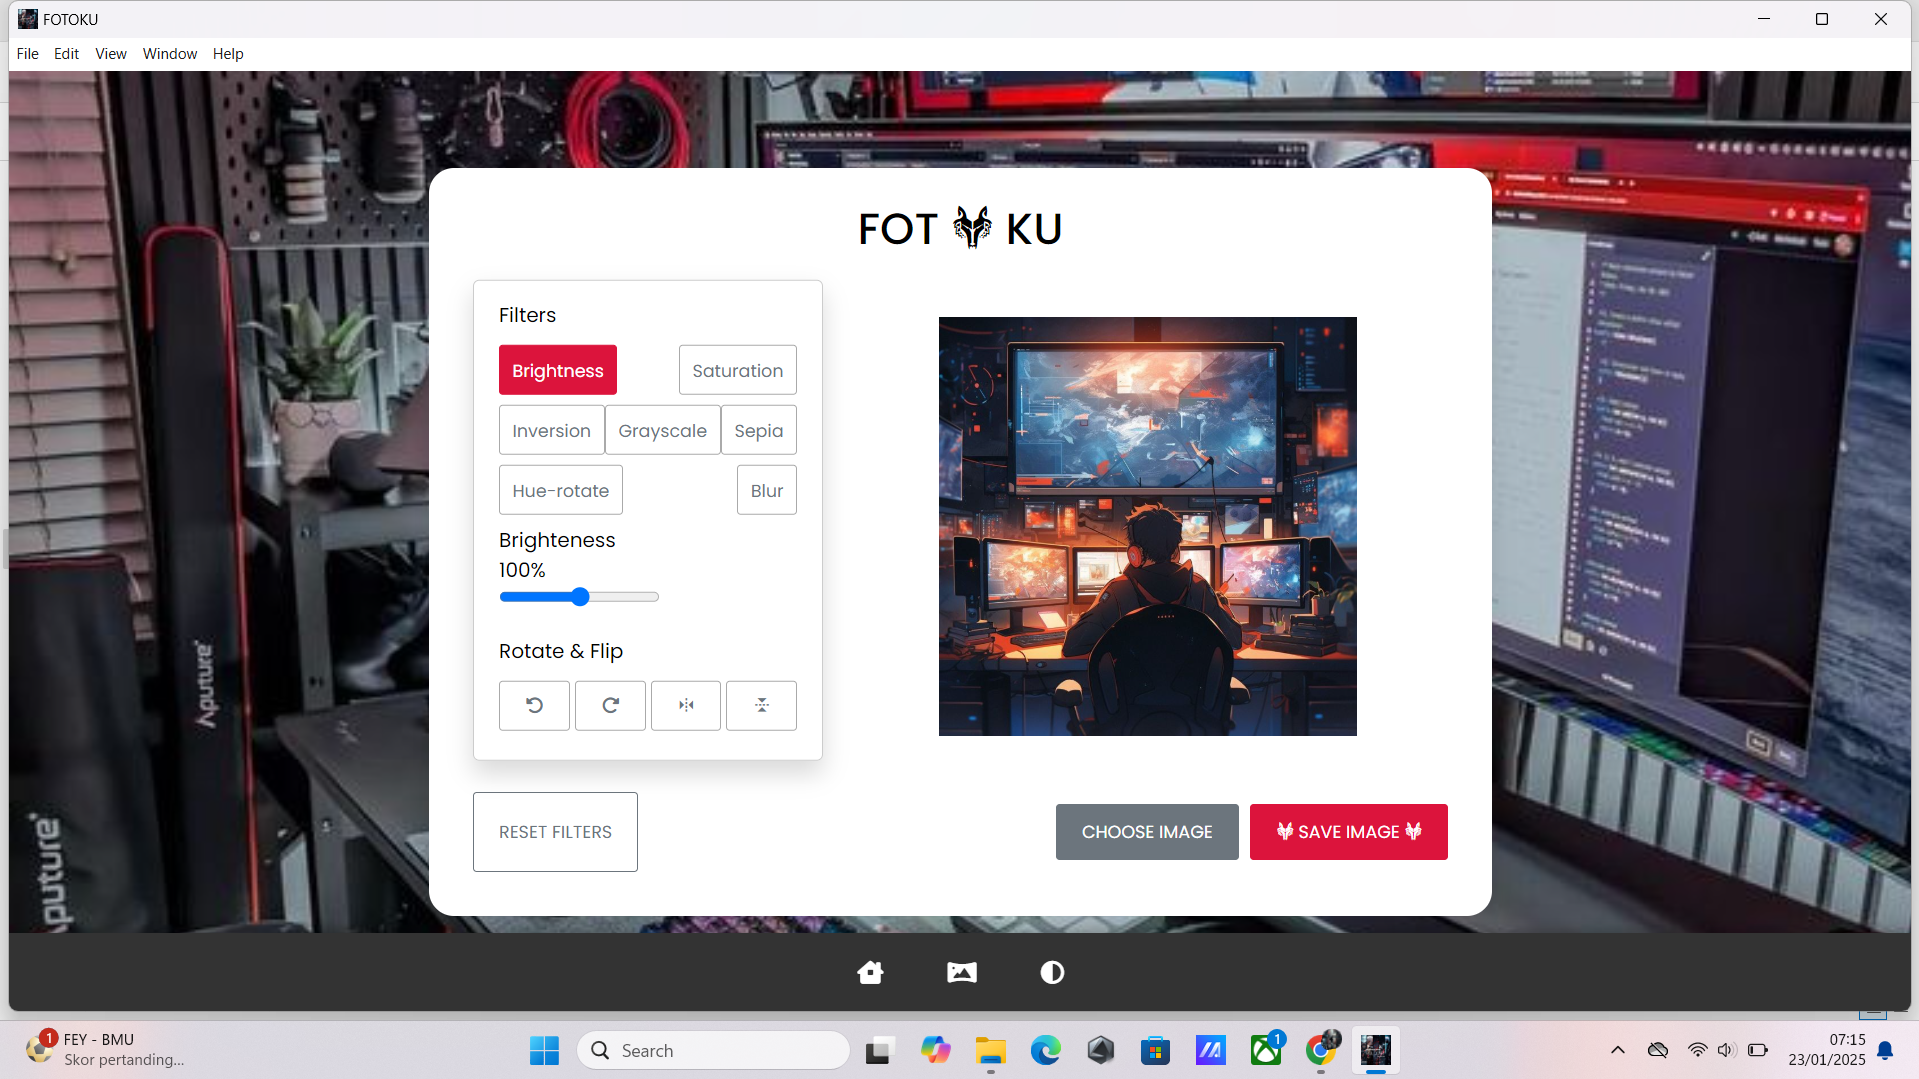 FOTOKU
File Edit View Window Help
FOT KU
Filters
Brightness Saturation
Inversion Grayscale Sepia
Hue-rotate Blur
Brighteness
100%
Rotate & Flip
RESET FILTERS
CHOOSE IMAGE
SAVE IMAGE
Aputure
Aputure
1
FEY - BMU
Skor pertanding...
Search
1
07:15
23/01/2025